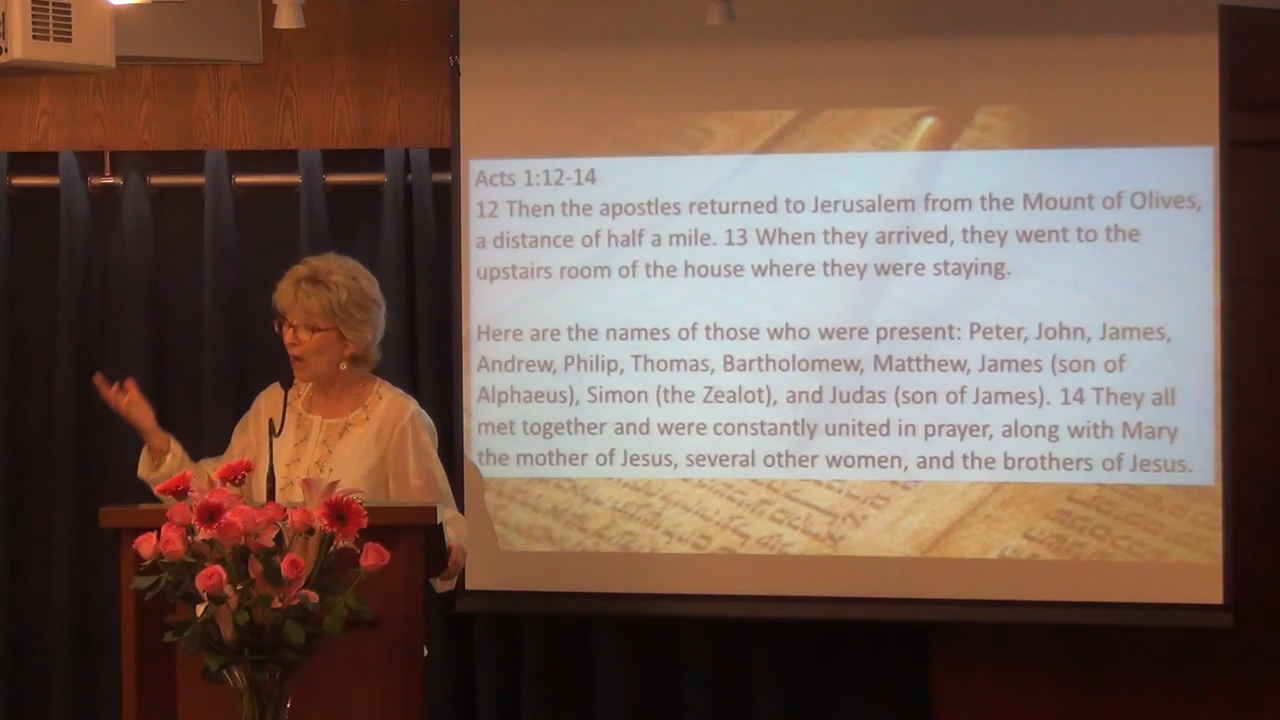 Acts 1:12-14
12 Then the apostles returned to Jerusalem from the Mount of Olives,
a distance of half a mile. 13 When they arrived, they went to the
upstairs room of the house where they were staying.
Here are the names of those who were present: Peter, John, James,
Andrew, Philip, Thomas, Bartholomew, Matthew, James (son of
Alphaeus), Simon (the Zealot), and Judas (son of James). 14 They all
met together and were constantly united in prayer, along with Mary
the mother of Jesus, several other women, and the brothers of Jesus.